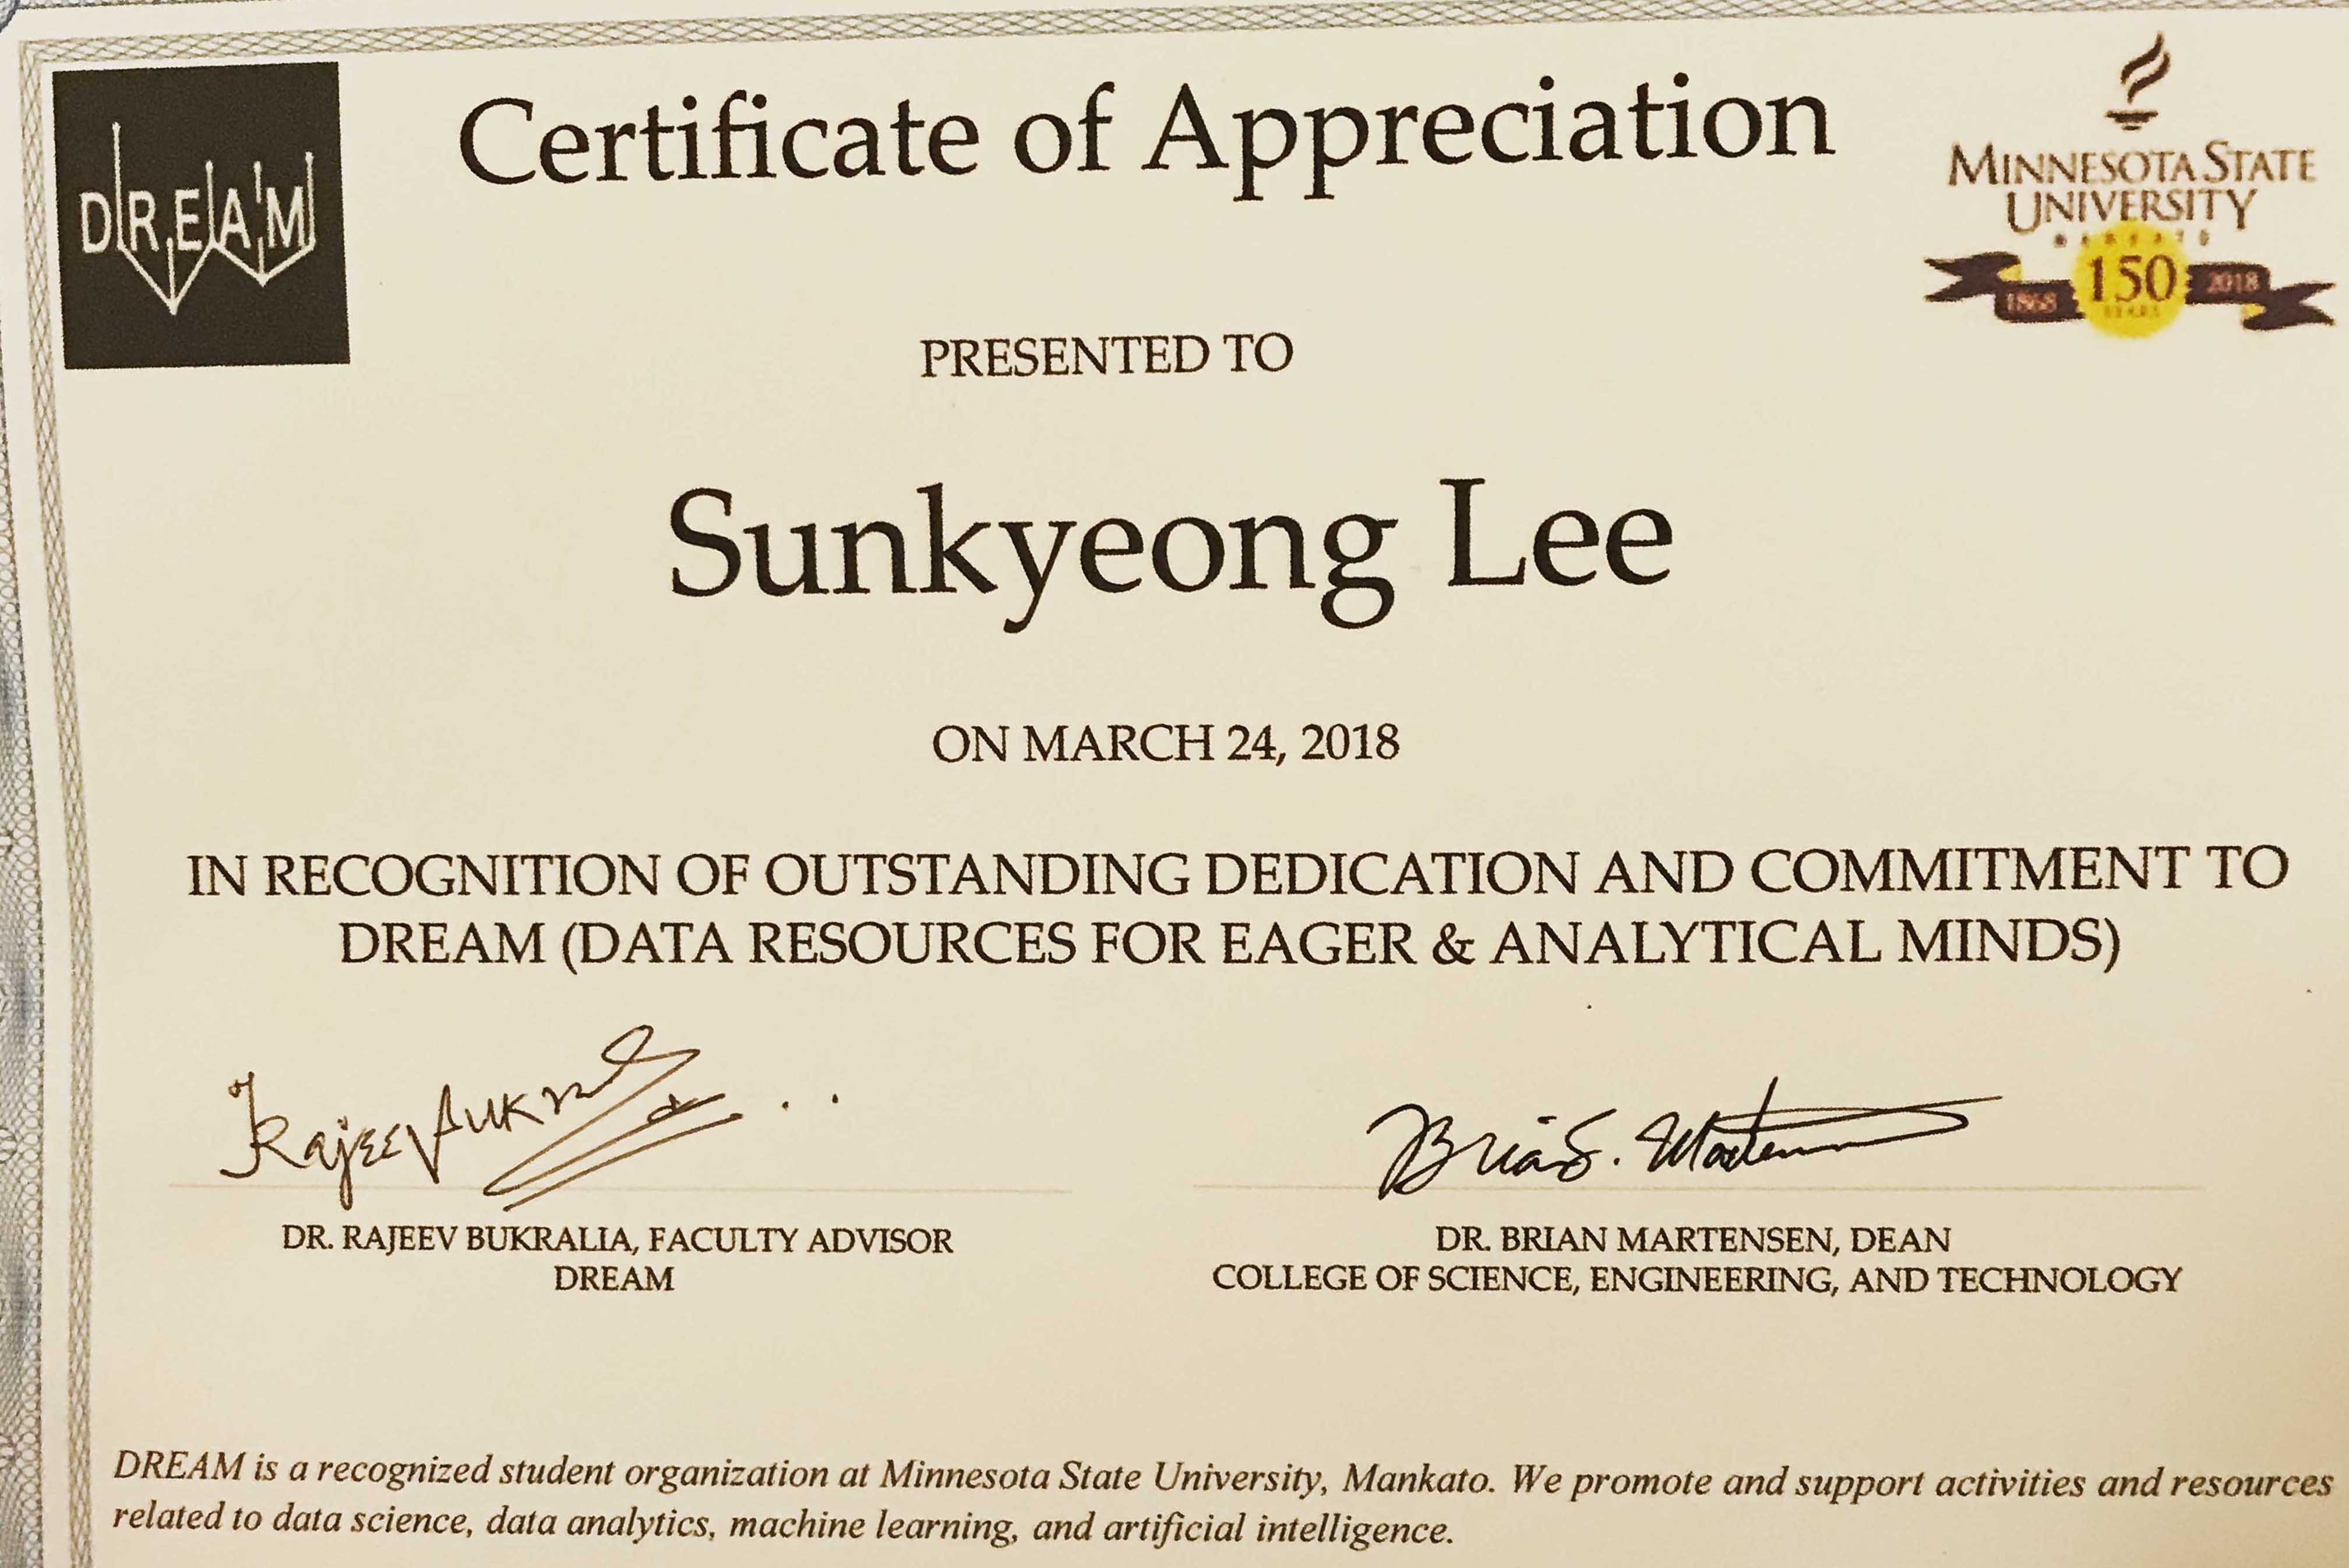 DREAM
Certificate of Appreciation
MINNESOTA STATE
UNIVERSITY
MANKATO
1868 150 2018
YEARS
PRESENTED TO
Sunkyeong Lee
ON MARCH 24, 2018
IN RECOGNITION OF OUTSTANDING DEDICATION AND COMMITMENT TO
DREAM (DATA RESOURCES FOR EAGER & ANALYTICAL MINDS)
Rajeev Bukralia
Brian S. Martensen
DR. RAJEEV BUKRALIA, FACULTY ADVISOR
DREAM
DR. BRIAN MARTENSEN, DEAN
COLLEGE OF SCIENCE, ENGINEERING, AND TECHNOLOGY
DREAM is a recognized student organization at Minnesota State University, Mankato. We promote and support activities and resources
related to data science, data analytics, machine learning, and artificial intelligence.